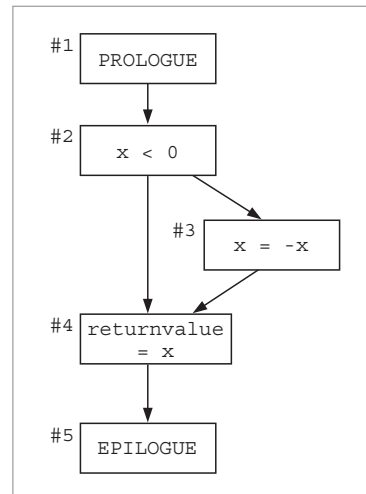 #1
PROLOGUE
#2
x < 0
#3
x = -x
#4
returnvalue
= x
#5
EPILOGUE